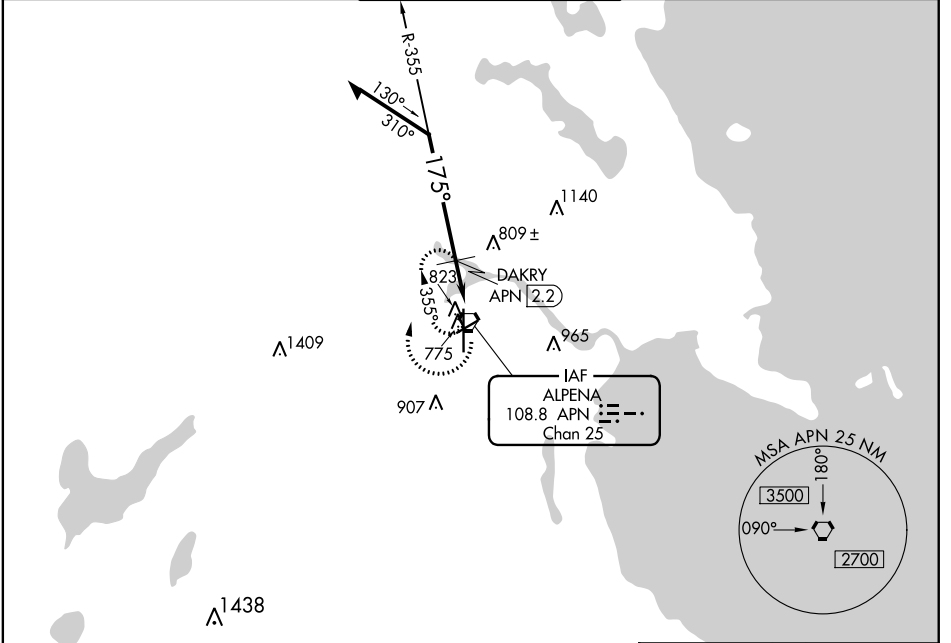 R-355
130°
310°
175°
1140
809 ±
DAKRY
APN 2.2
823
355°
775
965
1409
907
IAF
ALPENA
108.8 APN
Chan 25
MSA APN 25 NM
180°
3500
090°
2700
1438